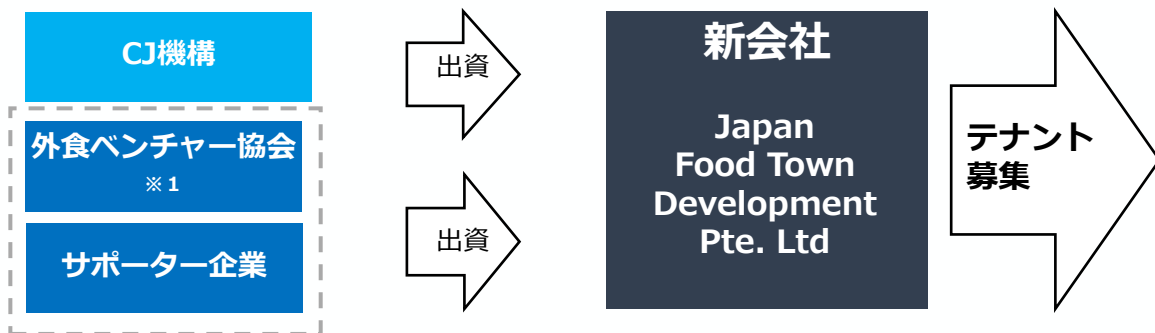 CJ機構
外食ベンチャー協会
※1
サポーター企業
出資
出資
新会社
Japan
Food Town
Development
Pte. Ltd
テナント
募集